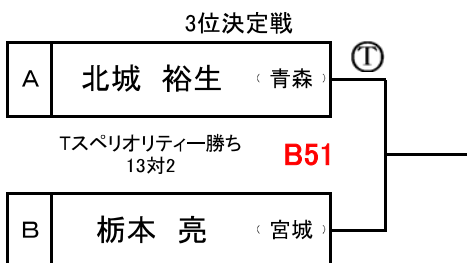 3位決定戦
A 北城 裕生 (青森) Ⓣ
Tスペリオリティー勝ち
13対2
B51
B 栃本 亮 (宮城)